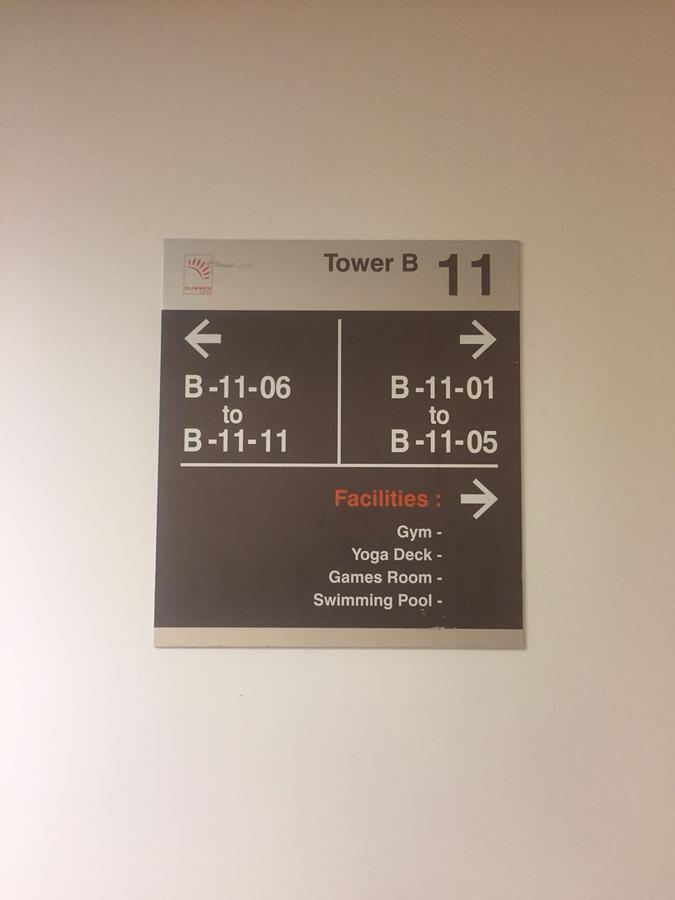 SUMMER
Tower B 11
B-11-06
to
B-11-11
B-11-01
to
B-11-05
Facilities :
Gym -
Yoga Deck -
Games Room -
Swimming Pool -